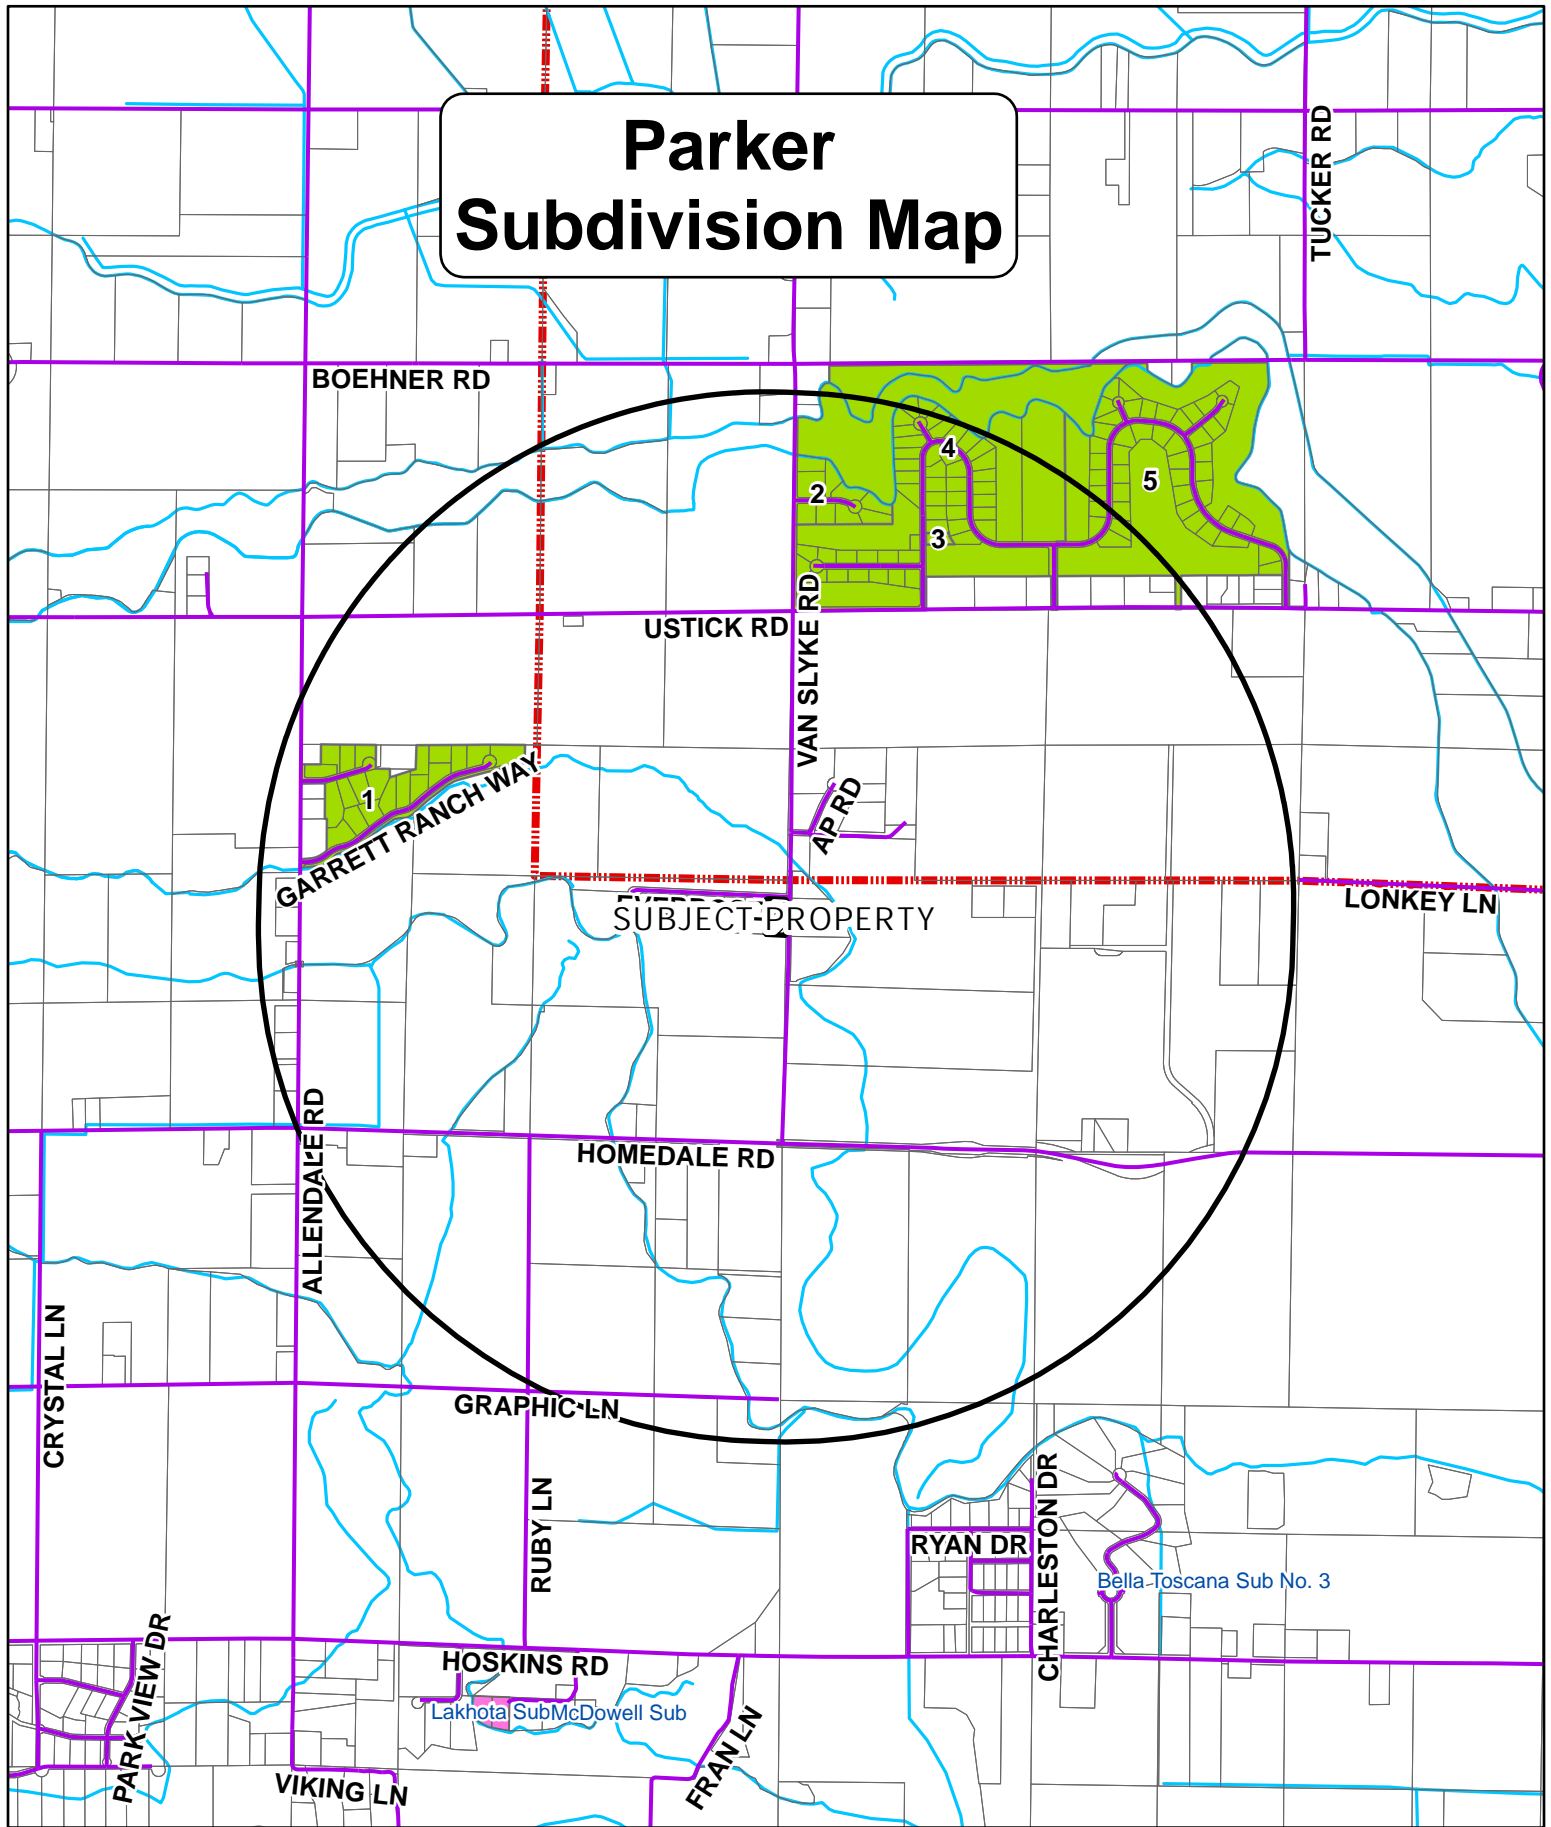 Parker
Subdivision Map
TUCKER RD
BOEHNER RD
4
5
2
3
USTICK RD
VAN SLYKE RD
1
GARRETT RANCH WAY
AP RD
LONKEY LN
SUBJECT-PROPERTY
HOMEDALE RD
ALLENDALE RD
CRYSTAL LN
GRAPHIC LN
RUBY LN
RYAN DR
CHARLESTON DR
Bella Toscana Sub No. 3
PARK VIEW DR
HOSKINS RD
Lakhota Sub
McDowell Sub
FRAN LN
VIKING LN